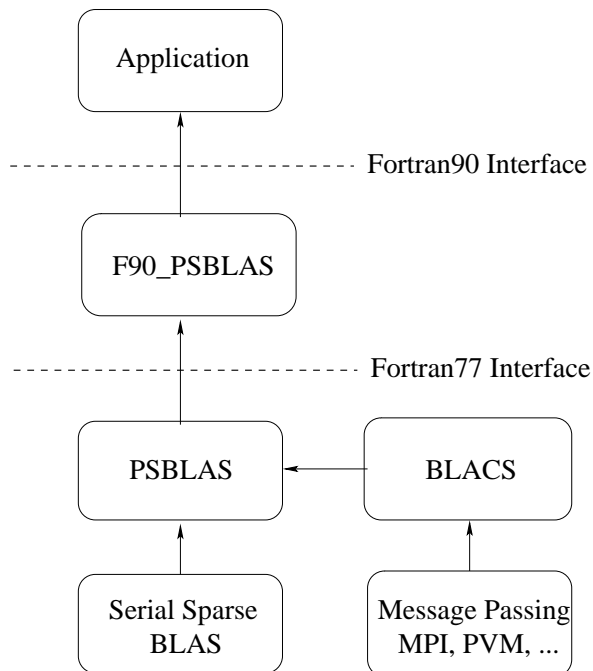 Application
Fortran90 Interface
F90_PSBLAS
Fortran77 Interface
PSBLAS
BLACS
Serial Sparse
BLAS
Message Passing
MPI, PVM, ...